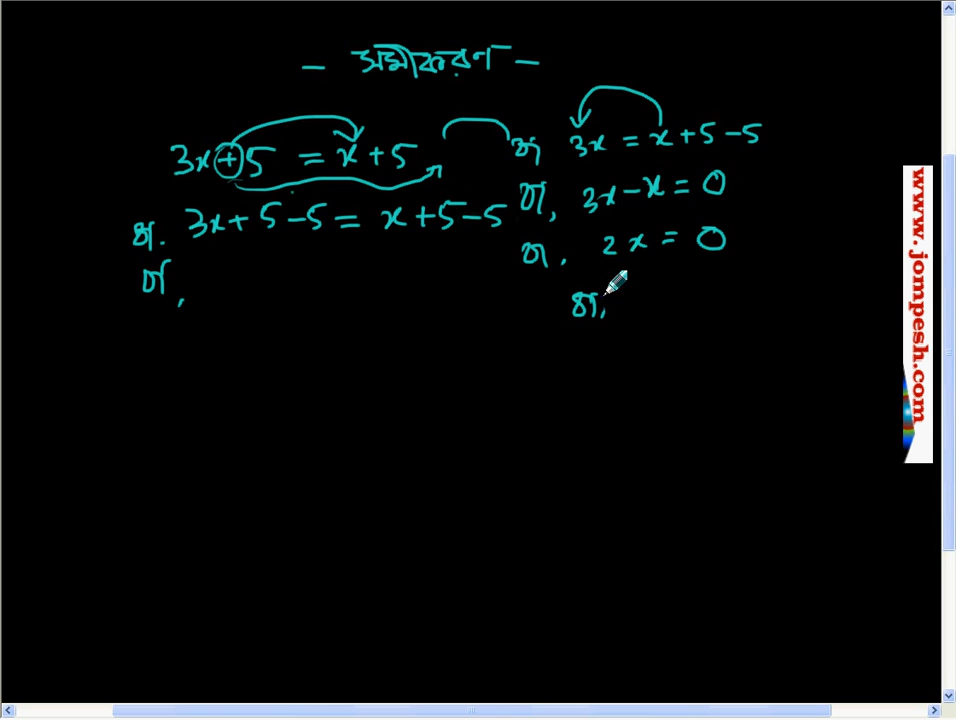 - সমীকরণ -
3x + 5 = x + 5
বা. 3x + 5 - 5 = x + 5 - 5
বা,
বা, 3x = x + 5 - 5
বা, 3x - x = 0
বা, 2x = 0
বা,
www.jompesh.com